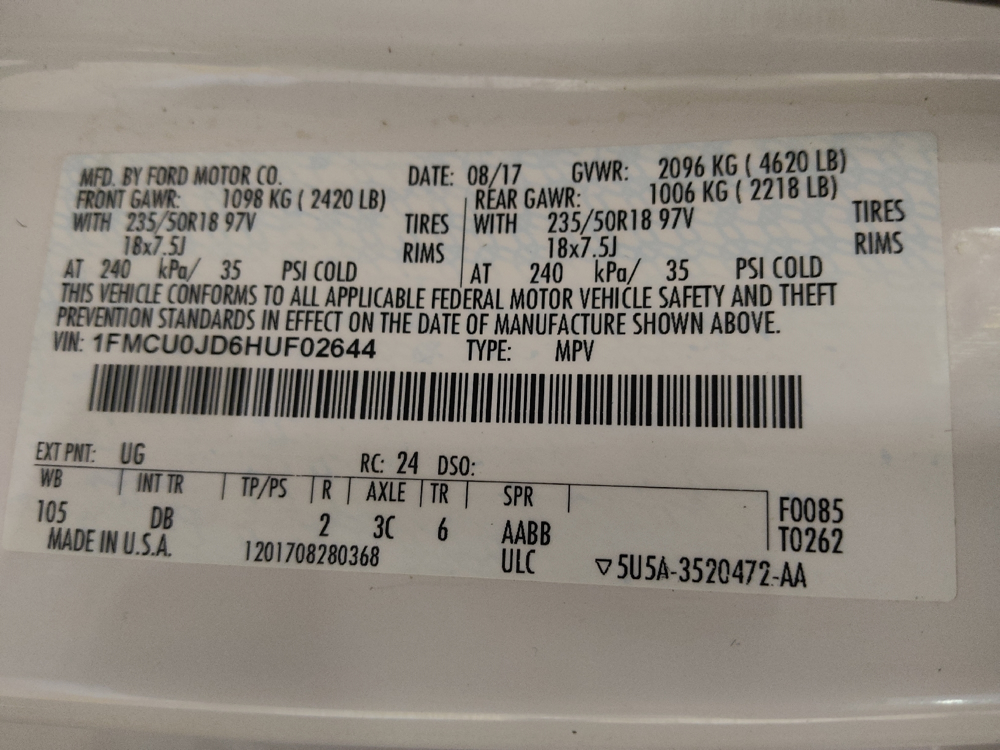 MFD. BY FORD MOTOR CO. DATE: 08/17 GVWR: 2096 KG ( 4620 LB)
FRONT GAWR: 1098 KG ( 2420 LB) REAR GAWR: 1006 KG ( 2218 LB)
WITH 235/50R18 97V TIRES WITH 235/50R18 97V TIRES
18x7.5J RIMS 18x7.5J RIMS
AT 240 kPa/ 35 PSI COLD AT 240 kPa/ 35 PSI COLD
THIS VEHICLE CONFORMS TO ALL APPLICABLE FEDERAL MOTOR VEHICLE SAFETY AND THEFT
PREVENTION STANDARDS IN EFFECT ON THE DATE OF MANUFACTURE SHOWN ABOVE.
VIN: 1FMCU0JD6HUF02644 TYPE: MPV
EXT PNT: UG RC: 24 DSO:
WB INT TR TP/PS R AXLE TR SPR F0085
105 DB 2 3C 6 AABB T0262
MADE IN U.S.A. 1201708280368 ULC ▽5U5A-3520472-AA